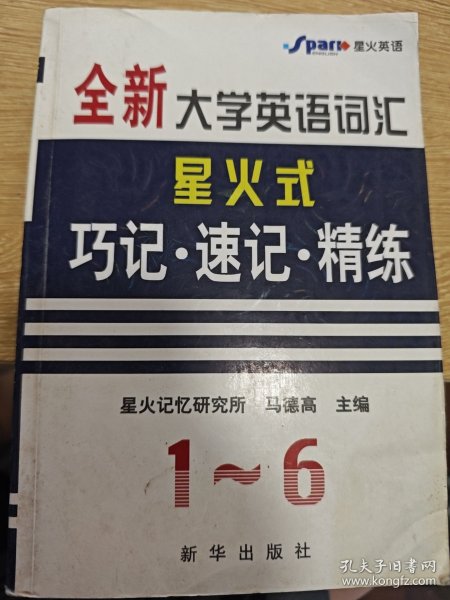 Spark 星火英语
全新 大学英语词汇
星火式
巧记·速记·精练
星火记忆研究所 马德高 主编
1~6
新华出版社
孔夫子旧书网
www.kongfz.com